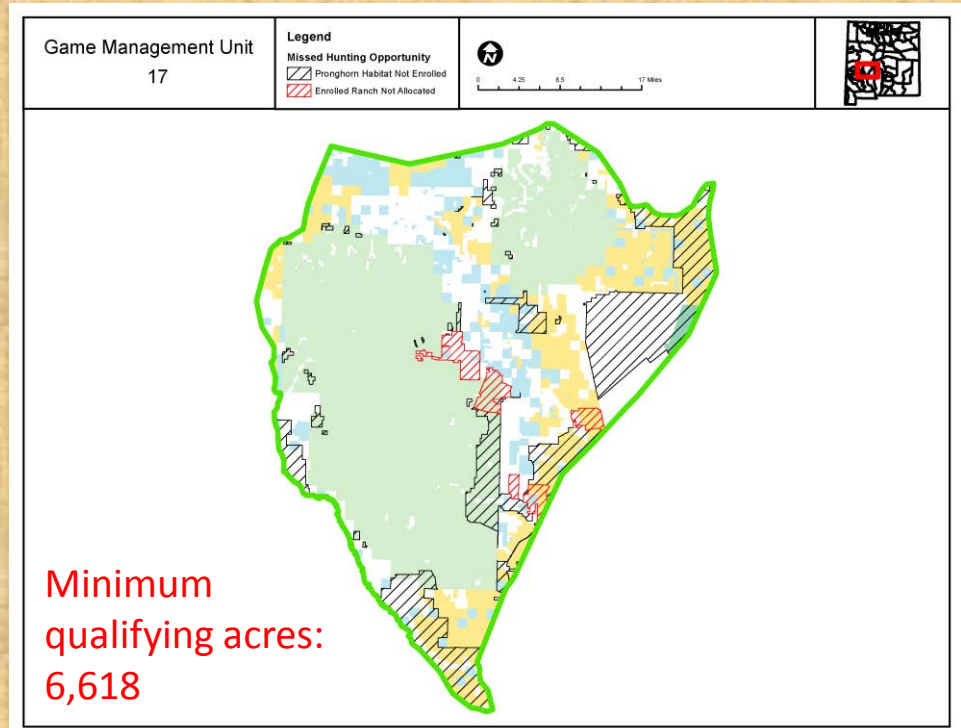 Game Management Unit
17
Legend
Missed Hunting Opportunity
Pronghorn Habitat Not Enrolled
Enrolled Ranch Not Allocated
N
0 4.25 8.5 17 Miles
Minimum
qualifying acres:
6,618